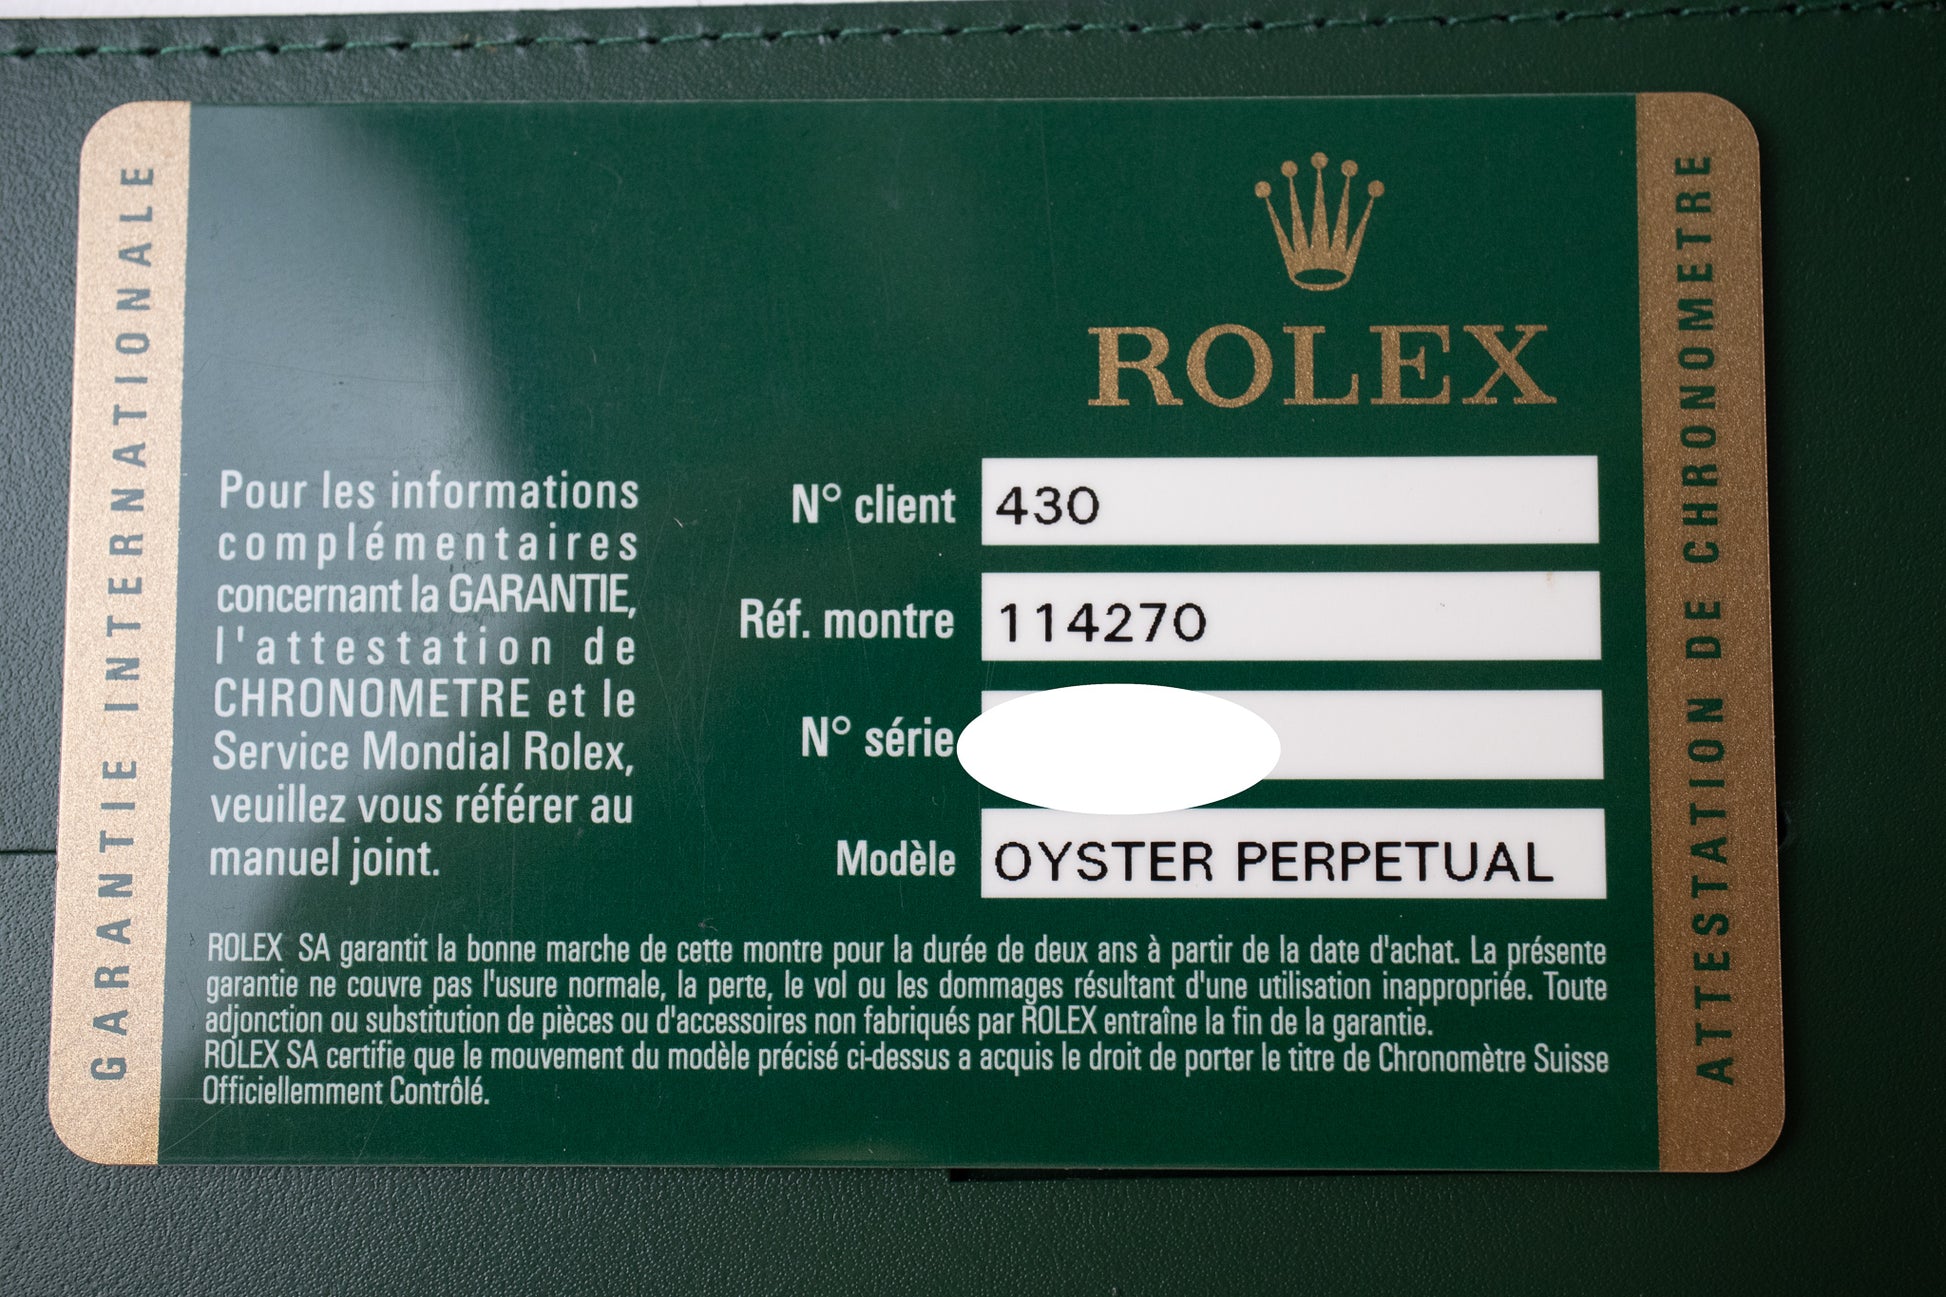 GARANTIE INTERNATIONALE
ROLEX
Pour les informations
complémentaires
concernant la GARANTIE,
l'attestation de
CHRONOMETRE et le
Service Mondial Rolex,
veuillez vous référer au
manuel joint.
N° client 430
Réf. montre 114270
N° série
Modèle OYSTER PERPETUAL
ROLEX SA garantit la bonne marche de cette montre pour la durée de deux ans à partir de la date d'achat. La présente
garantie ne couvre pas l'usure normale, la perte, le vol ou les dommages résultant d'une utilisation inappropriée. Toute
adjonction ou substitution de pièces ou d'accessoires non fabriqués par ROLEX entraîne la fin de la garantie.
ROLEX SA certifie que le mouvement du modèle précisé ci-dessus a acquis le droit de porter le titre de Chronomètre Suisse
Officiellemment Contrôlé.
ATTESTATION DE CHRONOMETRE